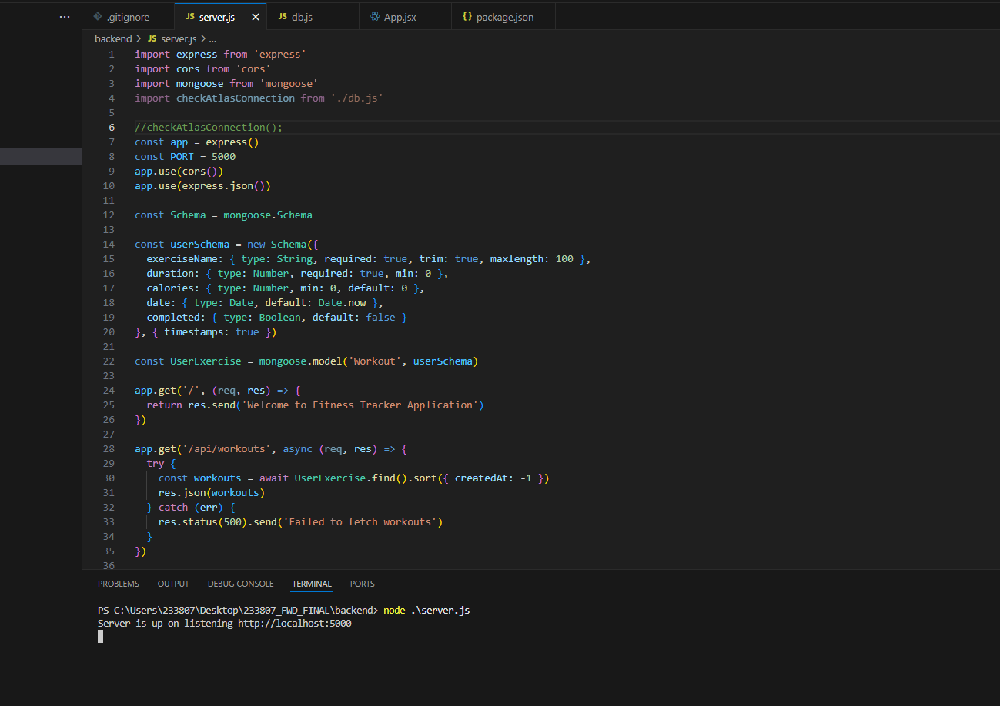 ... .gitignore JS server.js × JS db.js App.jsx {} package.json
backend > JS server.js > ...
1 import express from 'express'
2 import cors from 'cors'
3 import mongoose from 'mongoose'
4 import checkAtlasConnection from './db.js'
5
6 //checkAtlasConnection();
7 const app = express()
8 const PORT = 5000
9 app.use(cors())
10 app.use(express.json())
11
12 const Schema = mongoose.Schema
13
14 const userSchema = new Schema({
15   exerciseName: { type: String, required: true, trim: true, maxlength: 100 },
16   duration: { type: Number, required: true, min: 0 },
17   calories: { type: Number, min: 0, default: 0 },
18   date: { type: Date, default: Date.now },
19   completed: { type: Boolean, default: false }
20 }, { timestamps: true })
21
22 const UserExercise = mongoose.model('Workout', userSchema)
23
24 app.get('/', (req, res) => {
25   return res.send('Welcome to Fitness Tracker Application')
26 })
27
28 app.get('/api/workouts', async (req, res) => {
29   try {
30     const workouts = await UserExercise.find().sort({ createdAt: -1 })
31     res.json(workouts)
32   } catch (err) {
33     res.status(500).send('Failed to fetch workouts')
34   }
35 })
36
PROBLEMS OUTPUT DEBUG CONSOLE TERMINAL PORTS
PS C:\Users\233807\Desktop\233807_FWD_FINAL\backend> node .\server.js
Server is up on listening http://localhost:5000